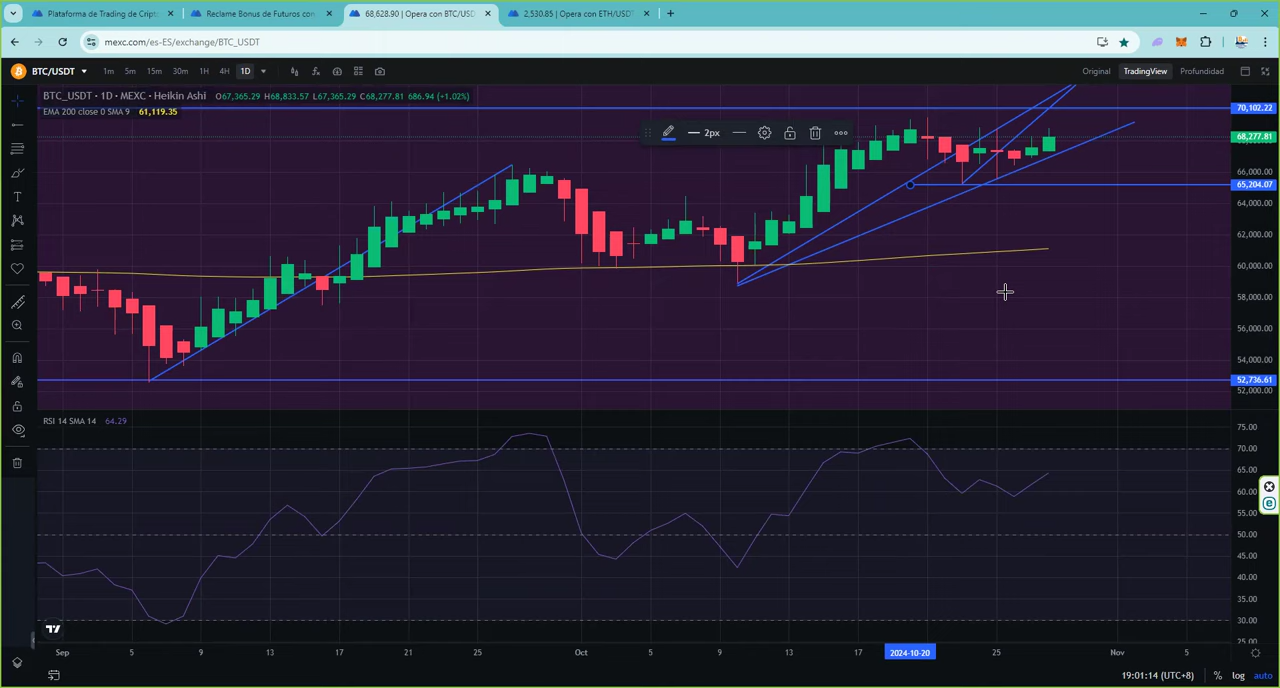 Plataforma de Trading de Cripto
Reclame Bonus de Futuros con
68,628.90 | Opera con BTC/USD
2,530.85 | Opera con ETH/USDT
mexc.com/es-ES/exchange/BTC_USDT
BTC/USDT 1m 5m 15m 30m 1H 4H 1D Original TradingView Profundidad
BTC_USDT · 1D · MEXC · Heikin Ashi O67,365.29 H68,833.57 L67,365.29 C68,277.81 686.94 (+1.02%)
EMA 200 close 0 SMA 9 61,119.35
2px
70,102.22
68,277.81
66,000.00
65,204.07
64,000.00
62,000.00
60,000.00
58,000.00
56,000.00
54,000.00
52,736.61
52,000.00
RSI 14 SMA 14 64.29
75.00
70.00
65.00
60.00
55.00
50.00
45.00
40.00
35.00
30.00
25.00
Sep 5 9 13 17 21 25 Oct 5 9 13 17 2024-10-20 25 Nov 5
19:01:14 (UTC+8) % log auto